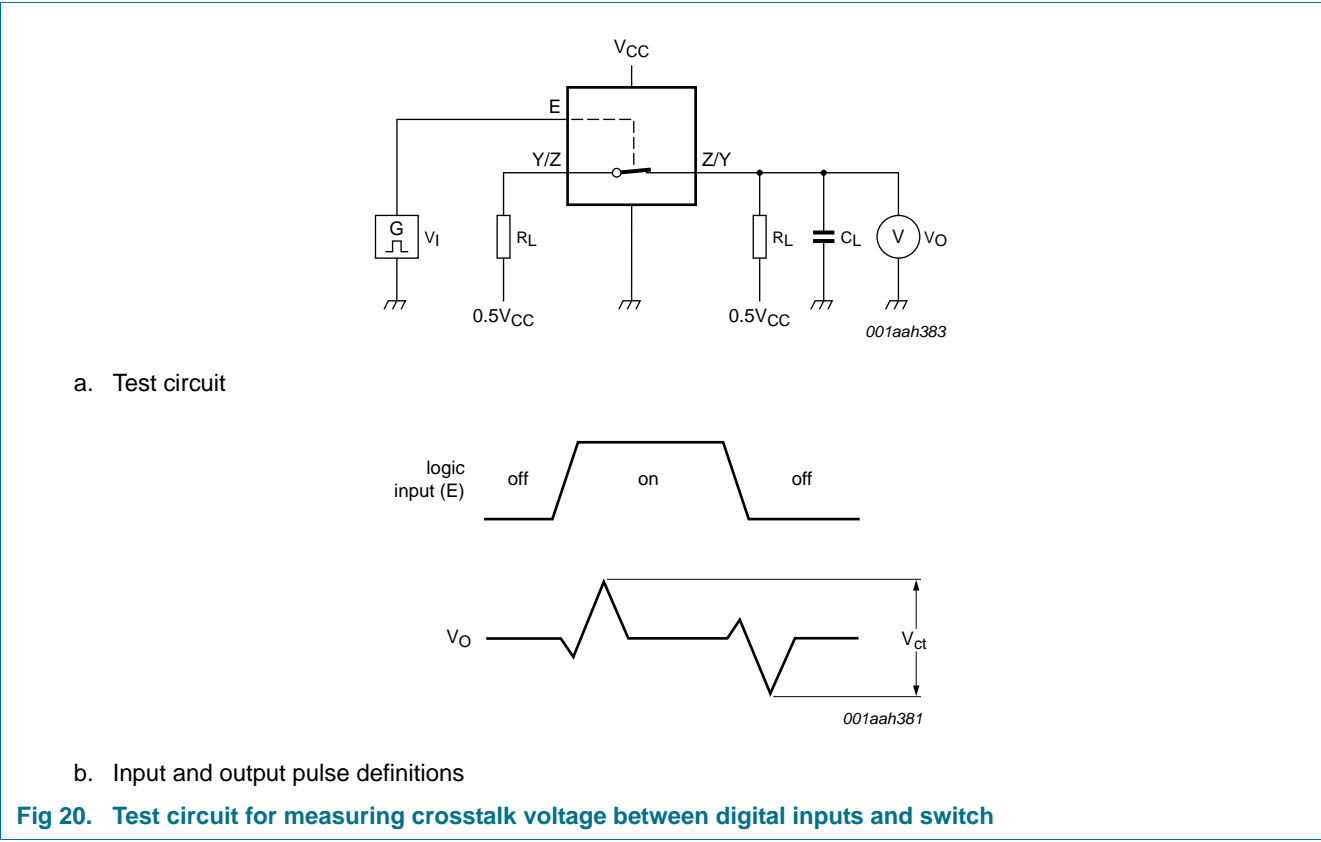 VCC
E
Y/Z
Z/Y
G
VI
RL
RL
CL
V
VO
0.5VCC
0.5VCC
001aah383
a. Test circuit
logic
input (E)
off
on
off
VO
Vct
001aah381
b. Input and output pulse definitions
Fig 20. Test circuit for measuring crosstalk voltage between digital inputs and switch